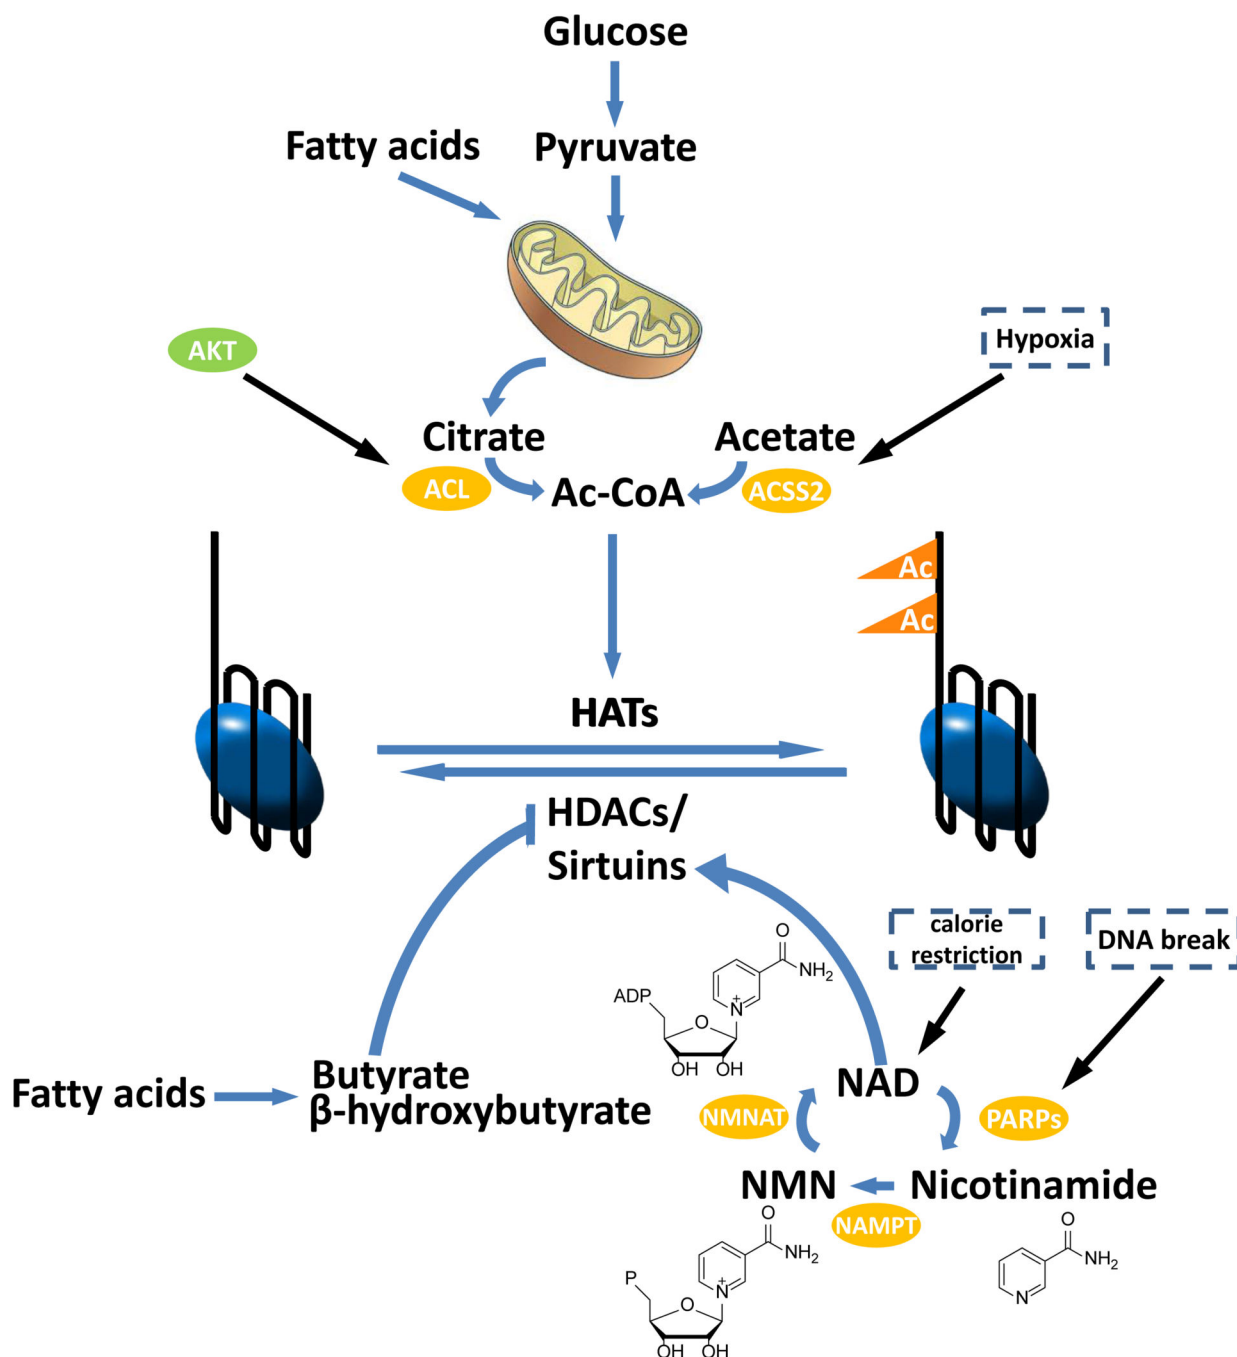 Glucose
Fatty acids
Pyruvate
AKT
Hypoxia
Citrate
Acetate
ACL
Ac-CoA
ACSS2
Ac
Ac
HATs
HDACs/
Sirtuins
calorie
restriction
DNA break
O
NH2
N+
ADP
O
OH
OH
Fatty acids
Butyrate
β-hydroxybutyrate
NAD
NMNAT
PARPs
NMN
Nicotinamide
NAMPT
O
NH2
N+
P
O
OH
OH
O
NH2
N